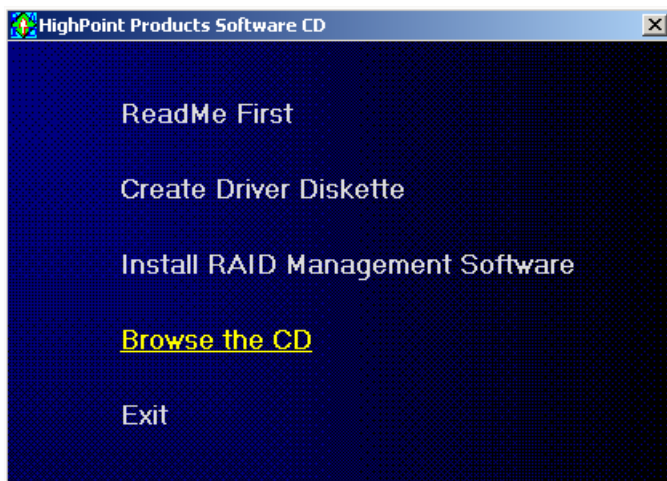 HighPoint Products Software CD
ReadMe First
Create Driver Diskette
Install RAID Management Software
Browse the CD
Exit